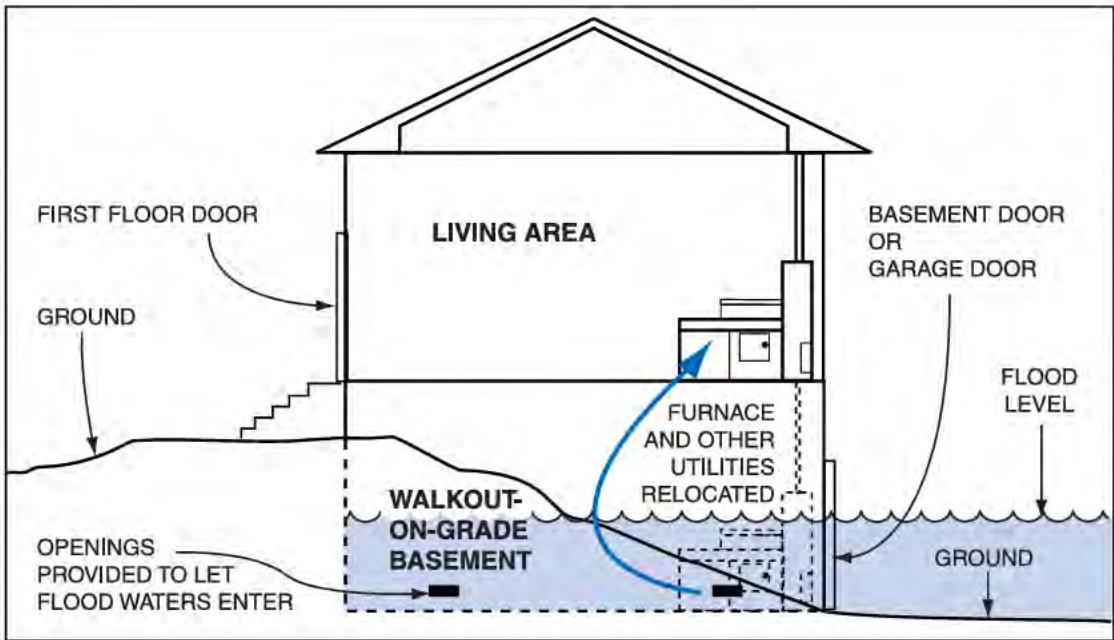 FIRST FLOOR DOOR
LIVING AREA
BASEMENT DOOR
OR
GARAGE DOOR
GROUND
FLOOD
LEVEL
FURNACE
AND OTHER
UTILITIES
RELOCATED
WALKOUT-
ON-GRADE
BASEMENT
OPENINGS
PROVIDED TO LET
FLOOD WATERS ENTER
GROUND